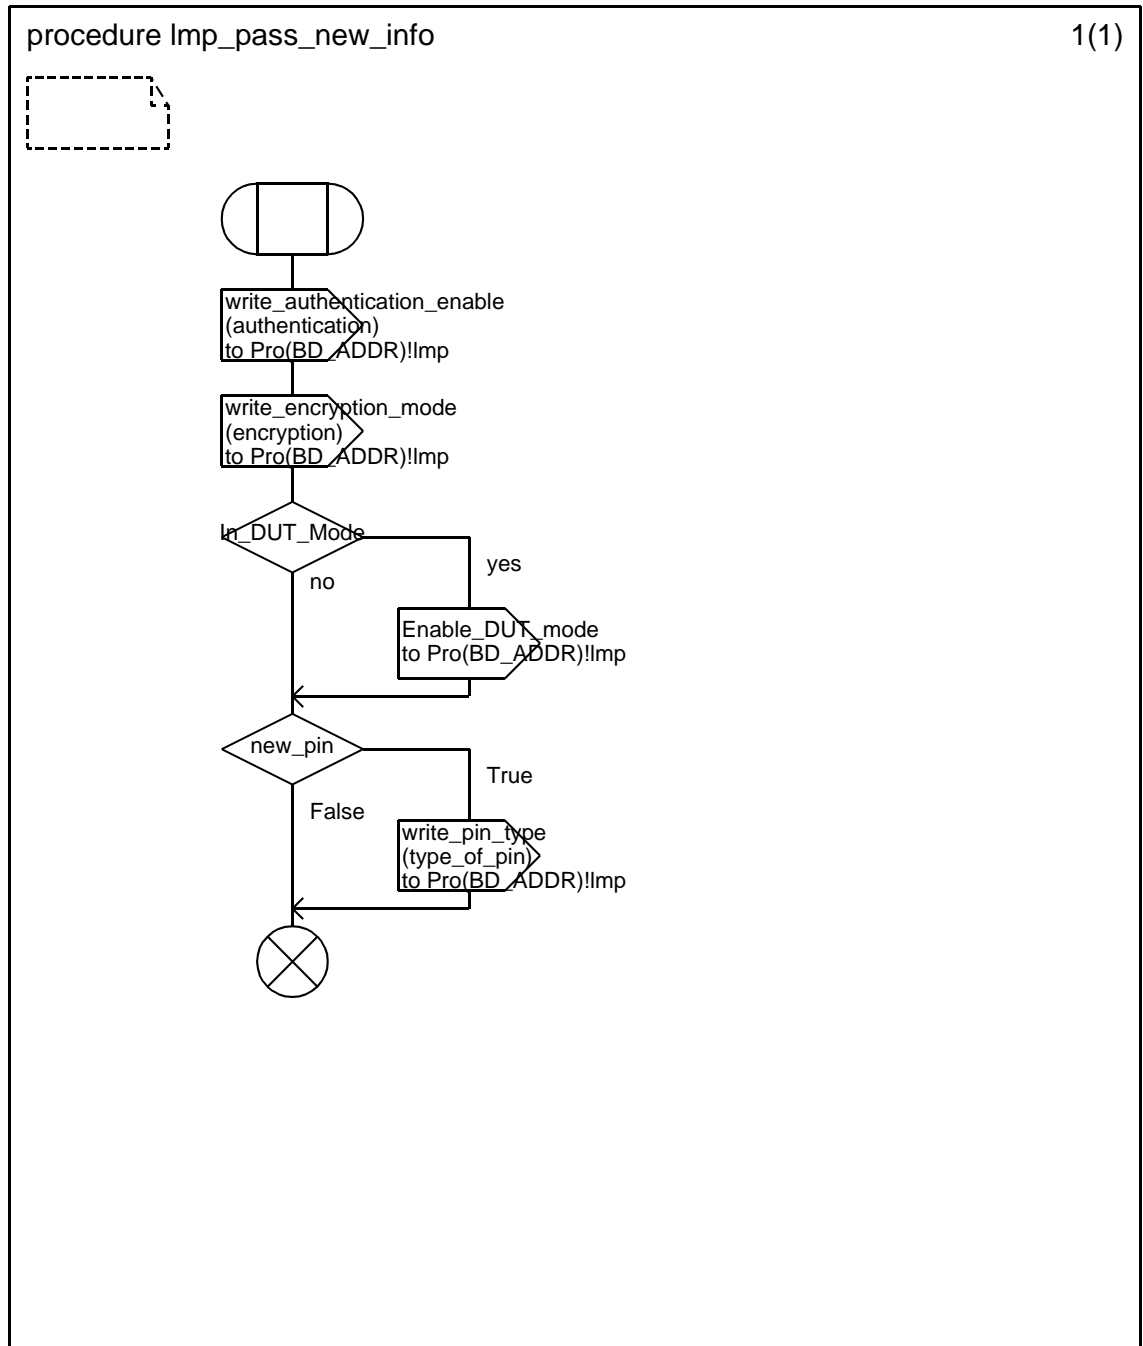 procedure lmp_pass_new_info
1(1)
write_authentication_enable
(authentication)
to Pro(BD_ADDR)!lmp
write_encryption_mode
(encryption)
to Pro(BD_ADDR)!lmp
In_DUT_Mode
yes
no
Enable_DUT_mode
to Pro(BD_ADDR)!lmp
new_pin
True
False
write_pin_type
(type_of_pin)
to Pro(BD_ADDR)!lmp